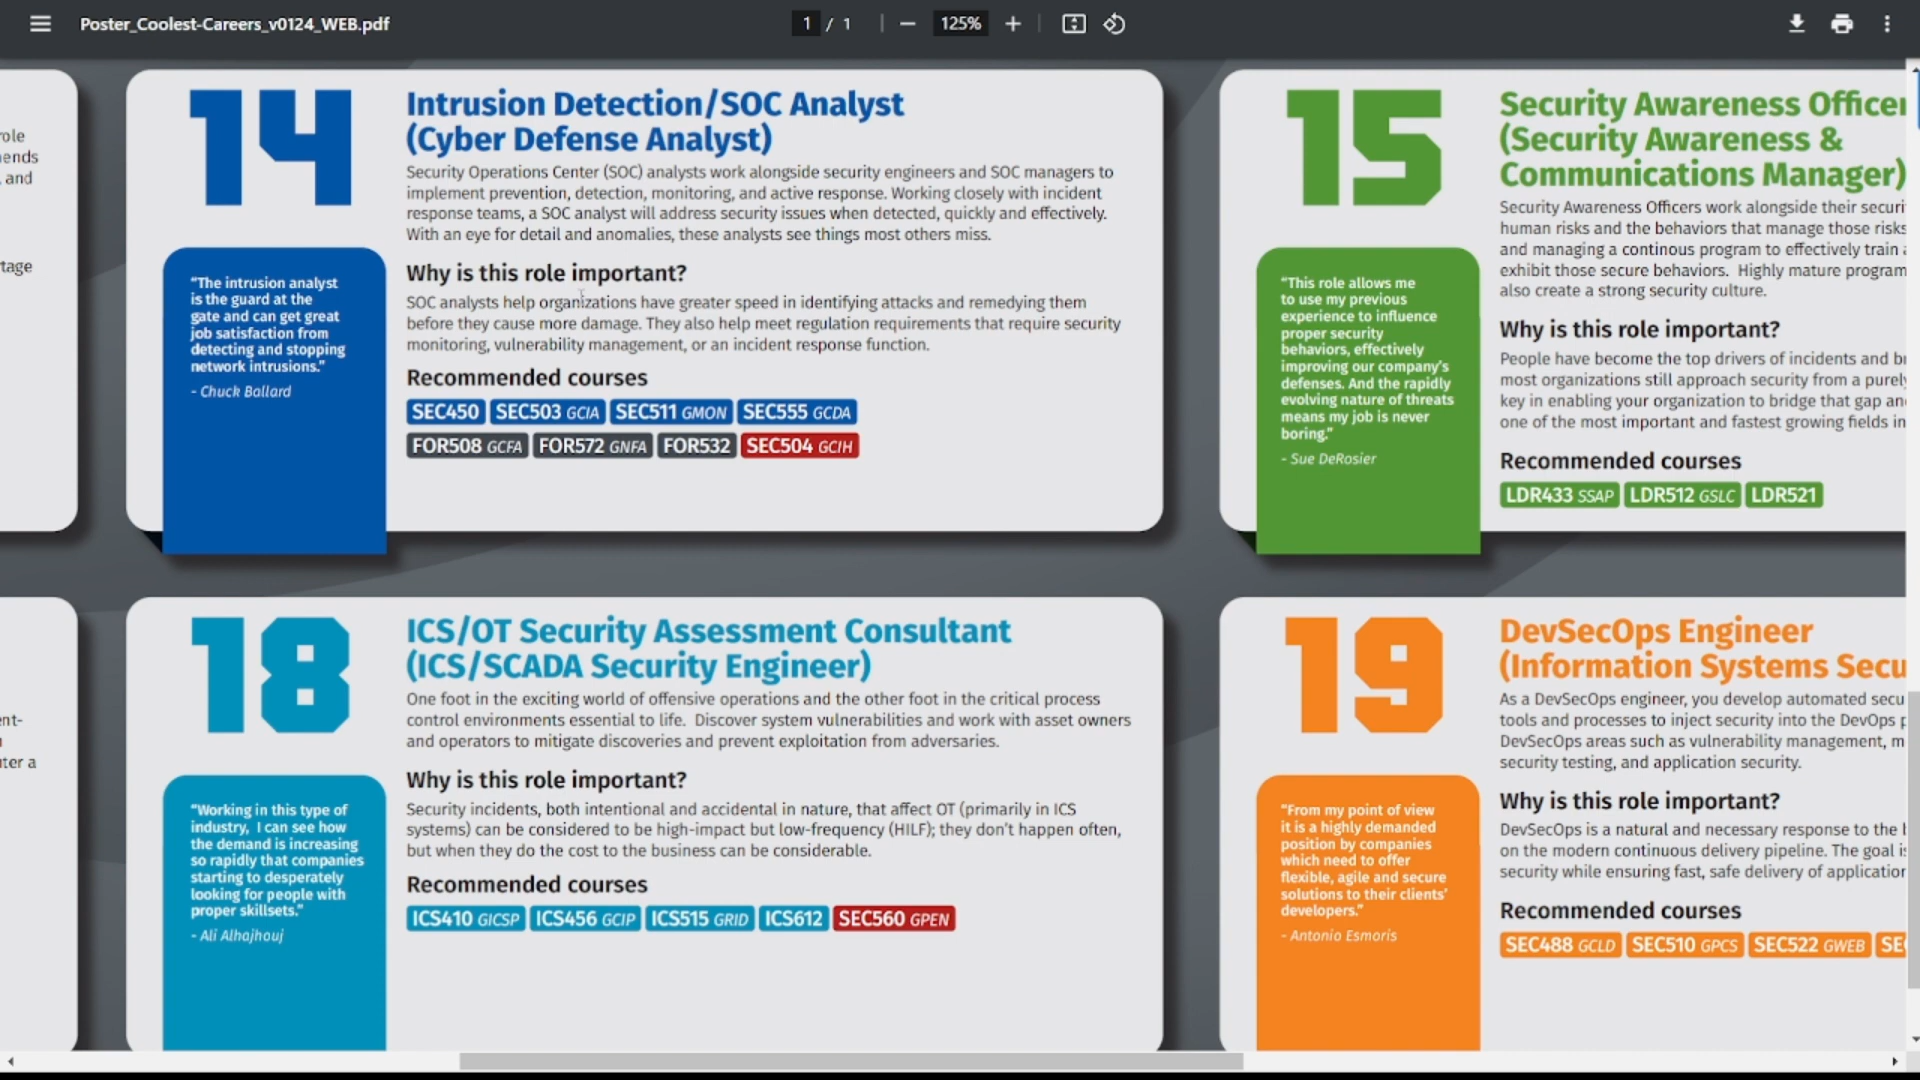 Poster_Coolest-Careers_v0124_WEB.pdf
1 / 1
125%
role
ends
, and
tage
14
Intrusion Detection/SOC Analyst
(Cyber Defense Analyst)
Security Operations Center (SOC) analysts work alongside security engineers and SOC managers to
implement prevention, detection, monitoring, and active response. Working closely with incident
response teams, a SOC analyst will address security issues when detected, quickly and effectively.
With an eye for detail and anomalies, these analysts see things most others miss.
Why is this role important?
SOC analysts help organizations have greater speed in identifying attacks and remedying them
before they cause more damage. They also help meet regulation requirements that require security
monitoring, vulnerability management, or an incident response function.
Recommended courses
SEC450 SEC503 GCIA SEC511 GMON SEC555 GCDA
FOR508 GCFA FOR572 GNFA FOR532 SEC504 GCIH
“The intrusion analyst
is the guard at the
gate and can get great
job satisfaction from
detecting and stopping
network intrusions.”
- Chuck Ballard
15
Security Awareness Officer
(Security Awareness &
Communications Manager)
Security Awareness Officers work alongside their securi
human risks and the behaviors that manage those risks
and managing a continous program to effectively train
exhibit those secure behaviors. Highly mature program
also create a strong security culture.
Why is this role important?
People have become the top drivers of incidents and b
most organizations still approach security from a purely
key in enabling your organization to bridge that gap an
one of the most important and fastest growing fields in
Recommended courses
LDR433 SSAP LDR512 GSLC LDR521
“This role allows me
to use my previous
experience to influence
proper security
behaviors, effectively
improving our company’s
defenses. And the rapidly
evolving nature of threats
means my job is never
boring.”
- Sue DeRosier
ent-
ter a
18
ICS/OT Security Assessment Consultant
(ICS/SCADA Security Engineer)
One foot in the exciting world of offensive operations and the other foot in the critical process
control environments essential to life. Discover system vulnerabilities and work with asset owners
and operators to mitigate discoveries and prevent exploitation from adversaries.
Why is this role important?
Security incidents, both intentional and accidental in nature, that affect OT (primarily in ICS
systems) can be considered to be high-impact but low-frequency (HILF); they don’t happen often,
but when they do the cost to the business can be considerable.
Recommended courses
ICS410 GICSP ICS456 GCIP ICS515 GRID ICS612 SEC560 GPEN
“Working in this type of
industry, I can see how
the demand is increasing
so rapidly that companies
starting to desperately
looking for people with
proper skillsets.”
- Ali Alhajhouj
19
DevSecOps Engineer
(Information Systems Secu
As a DevSecOps engineer, you develop automated secu
tools and processes to inject security into the DevOps p
DevSecOps areas such as vulnerability management, m
security testing, and application security.
Why is this role important?
DevSecOps is a natural and necessary response to the b
on the modern continuous delivery pipeline. The goal is
security while ensuring fast, safe delivery of application
Recommended courses
SEC488 GCLD SEC510 GPCS SEC522 GWEB SE
“From my point of view
it is a highly demanded
position by companies
which need to offer
flexible, agile and secure
solutions to their clients’
developers.”
- Antonio Esmoris